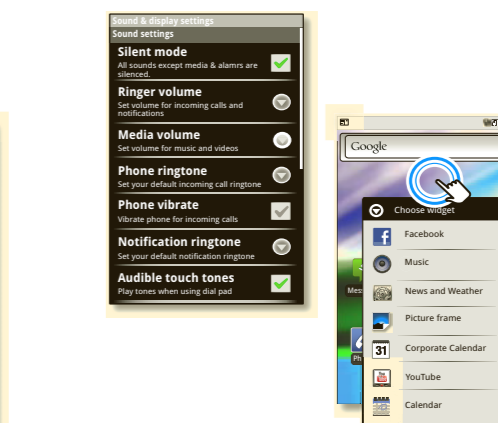 Sound & display settings
Sound settings
Silent mode
All sounds except media & alamrs are
silenced.
Ringer volume
Set volume for incoming calls and
notifications
Media volume
Set volume for music and videos
Phone ringtone
Set your default incoming call ringtone
Phone vibrate
Vibrate phone for incoming calls
Notification ringtone
Set your default notification ringtone
Audible touch tones
Play tones when using dial pad
Google
Choose widget
Facebook
Music
News and Weather
Picture frame
31 Corporate Calendar
YouTube
Calendar
Mes
Ph